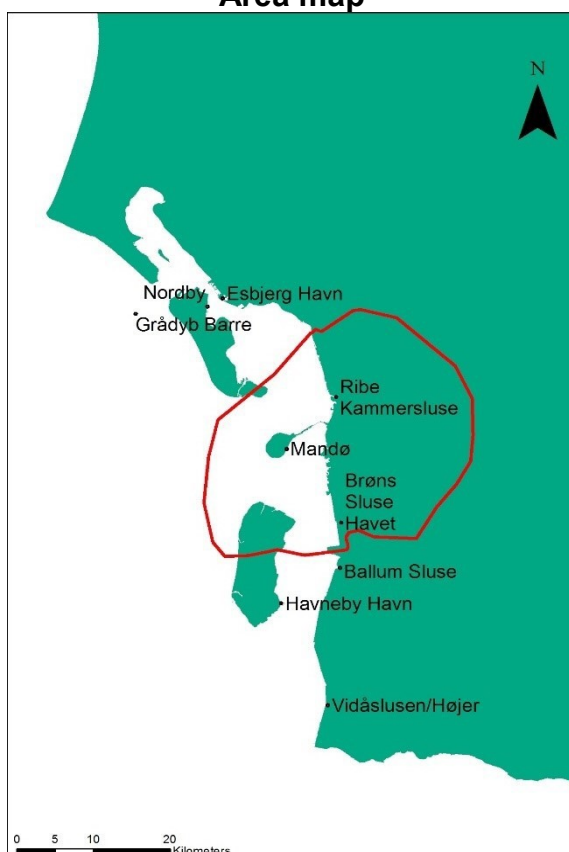 Area map
N
Nordby
Esbjerg Havn
Grådyb Barre
Ribe
Kammersluse
Mandø
Brøns
Sluse
Havet
Ballum Sluse
Havneby Havn
Vidåslusen/Højer
0 5 10 20
Kilometers